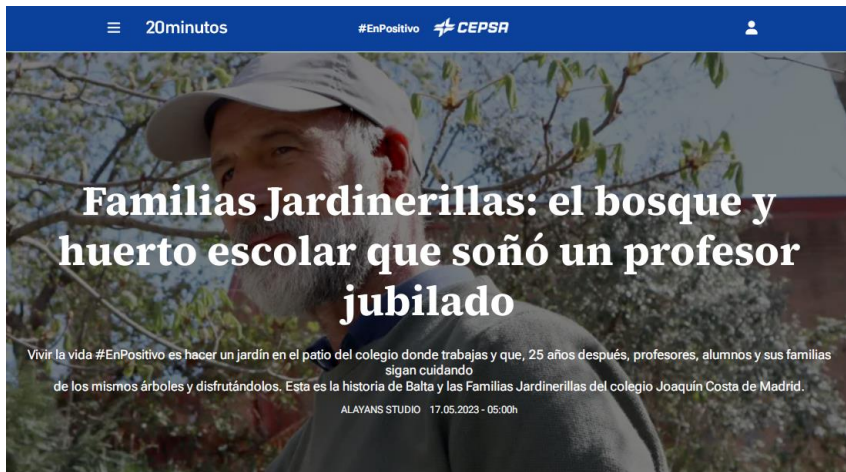 20minutos
#EnPositivo CEPSA
Familias Jardinerillas: el bosque y
huerto escolar que soñó un profesor
jubilado
Vivir la vida #EnPositivo es hacer un jardín en el patio del colegio donde trabajas y que, 25 años después, profesores, alumnos y sus familias
sigan cuidando
de los mismos árboles y disfrutándolos. Esta es la historia de Balta y las Familias Jardinerillas del colegio Joaquín Costa de Madrid.
ALAYANS STUDIO 17.05.2023 - 05:00h